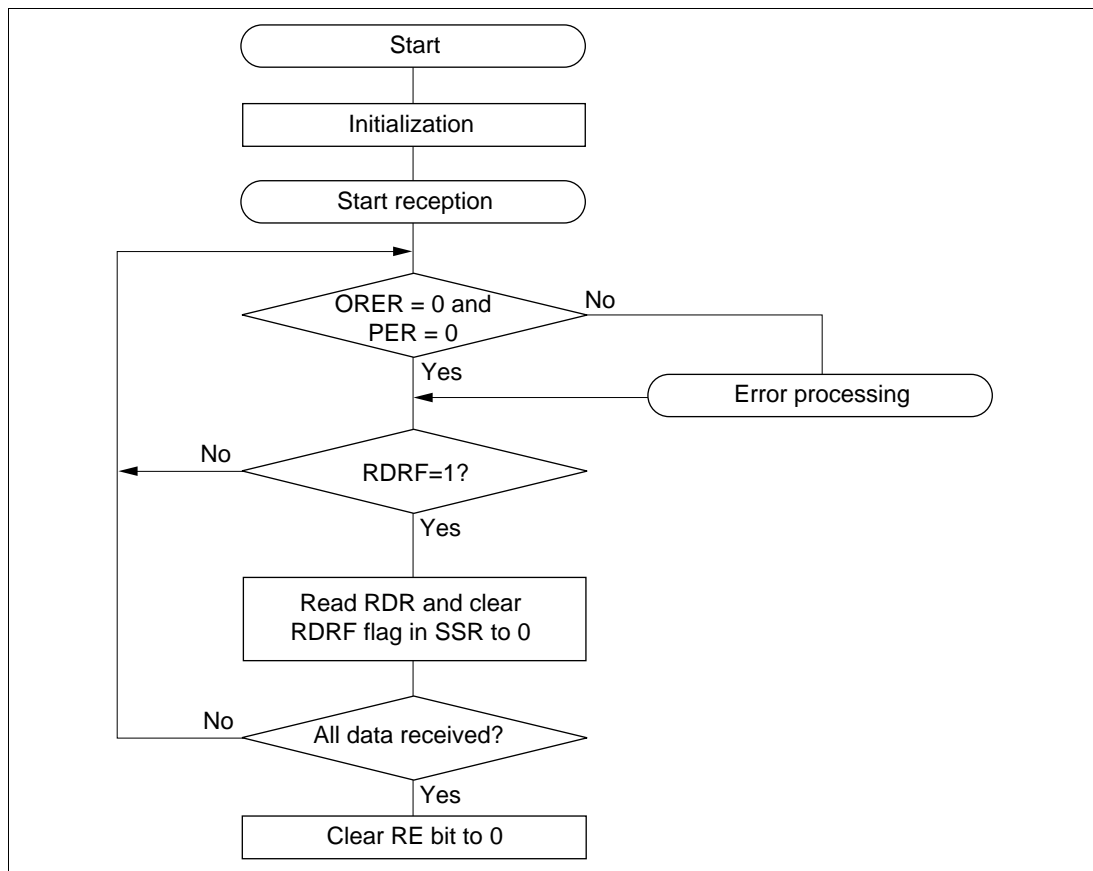 Start
Initialization
Start reception
ORER = 0 and
PER = 0
No
Yes
Error processing
No
RDRF=1?
Yes
Read RDR and clear
RDRF flag in SSR to 0
No
All data received?
Yes
Clear RE bit to 0